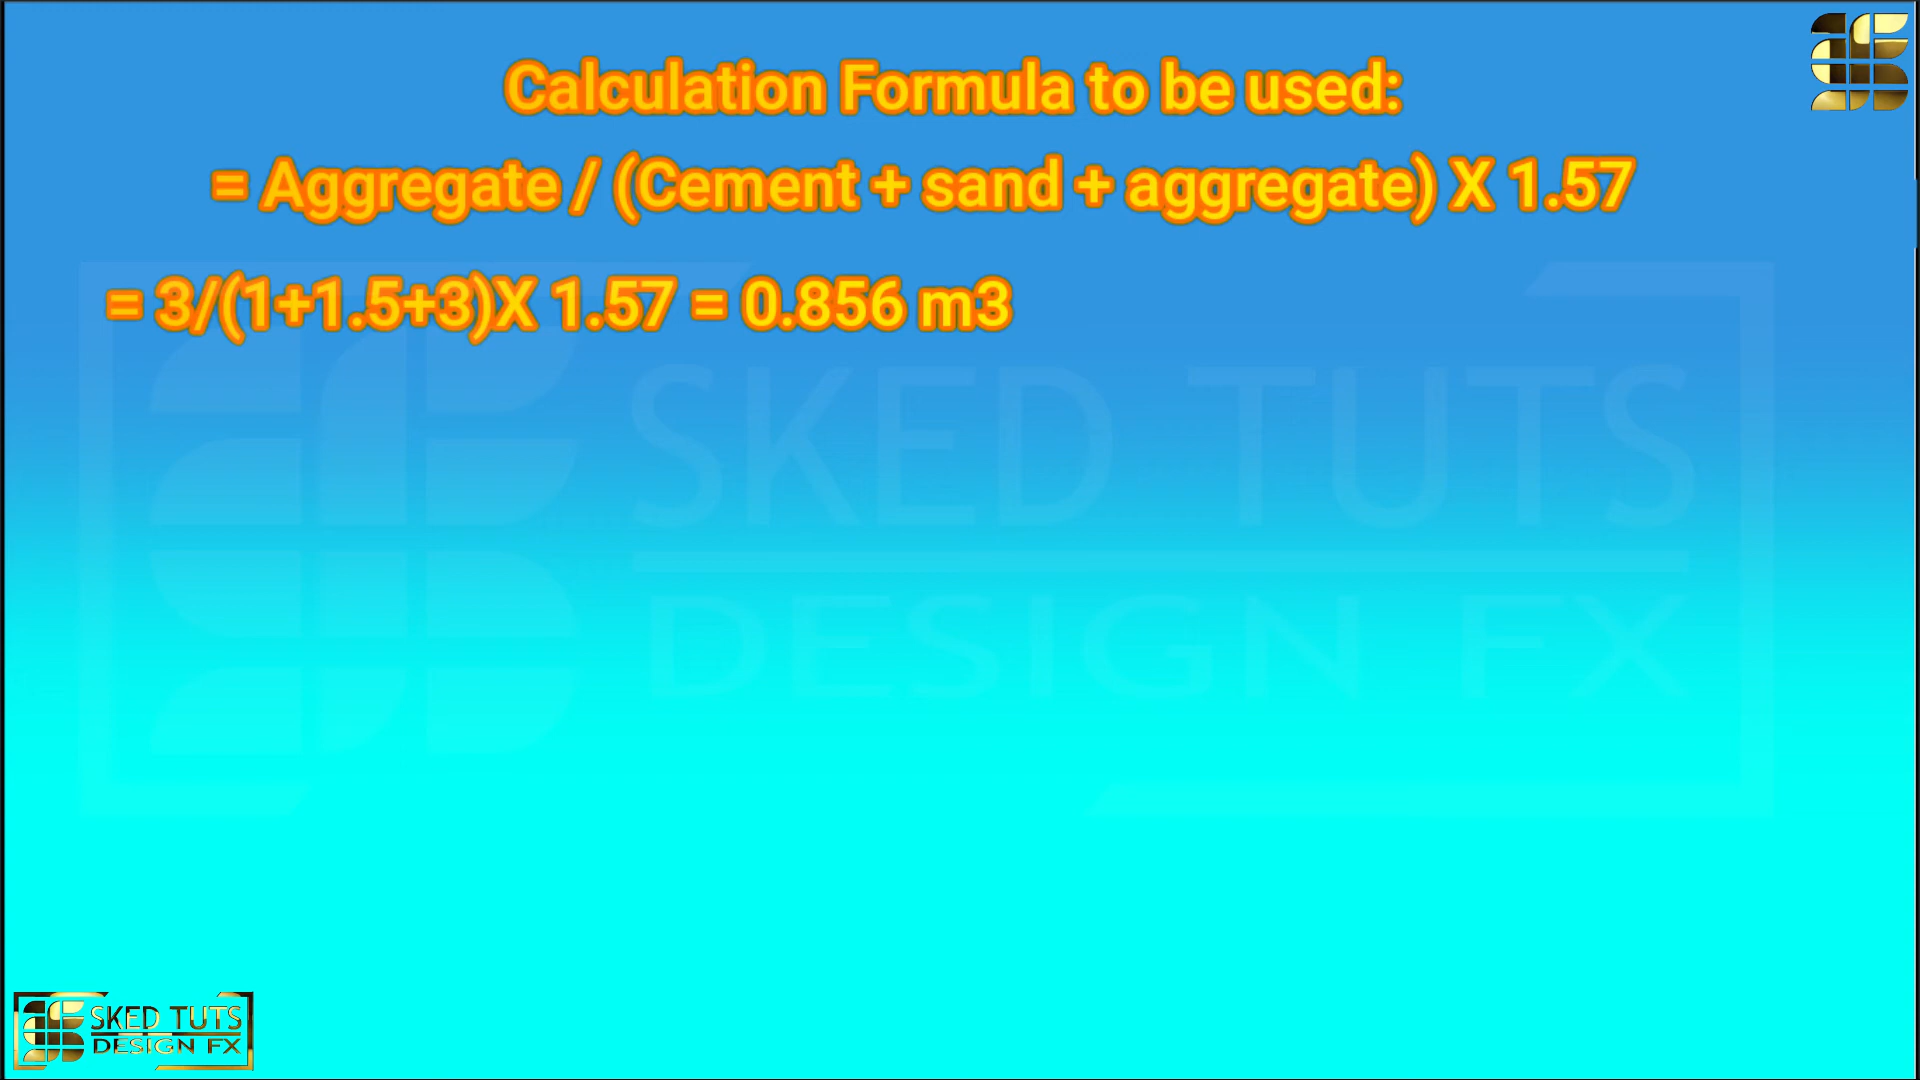 Calculation Formula to be used:
= Aggregate / (Cement + sand + aggregate) X 1.57
= 3/(1+1.5+3)X 1.57 = 0.856 m3
SKED TUTS
DESIGN FX
SKED TUTS
DESIGN FX